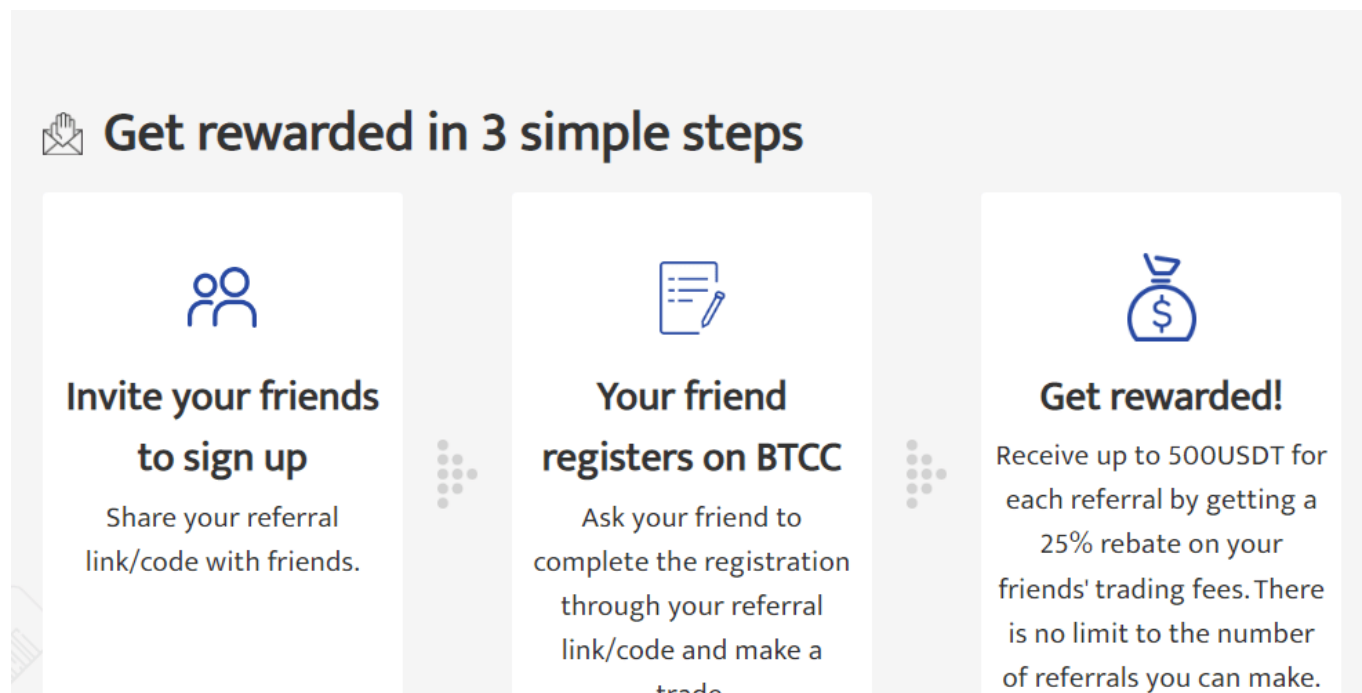 Get rewarded in 3 simple steps
Invite your friends
to sign up
Share your referral
link/code with friends.
Your friend
registers on BTCC
Ask your friend to
complete the registration
through your referral
link/code and make a
trade
Get rewarded!
Receive up to 500USDT for
each referral by getting a
25% rebate on your
friends' trading fees. There
is no limit to the number
of referrals you can make.